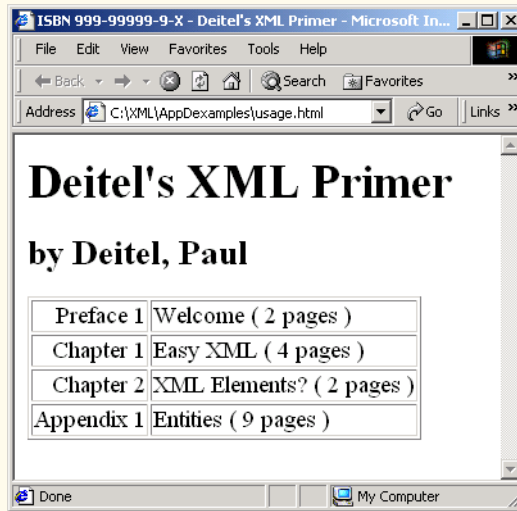 ISBN 999-99999-9-X - Deitel's XML Primer - Microsoft In...
File Edit View Favorites Tools Help
Back Search Favorites »
Address C:\XML\AppDexamples\usage.html Go Links »
Deitel's XML Primer
by Deitel, Paul
Preface 1 Welcome ( 2 pages )
Chapter 1 Easy XML ( 4 pages )
Chapter 2 XML Elements? ( 2 pages )
Appendix 1 Entities ( 9 pages )
Done My Computer